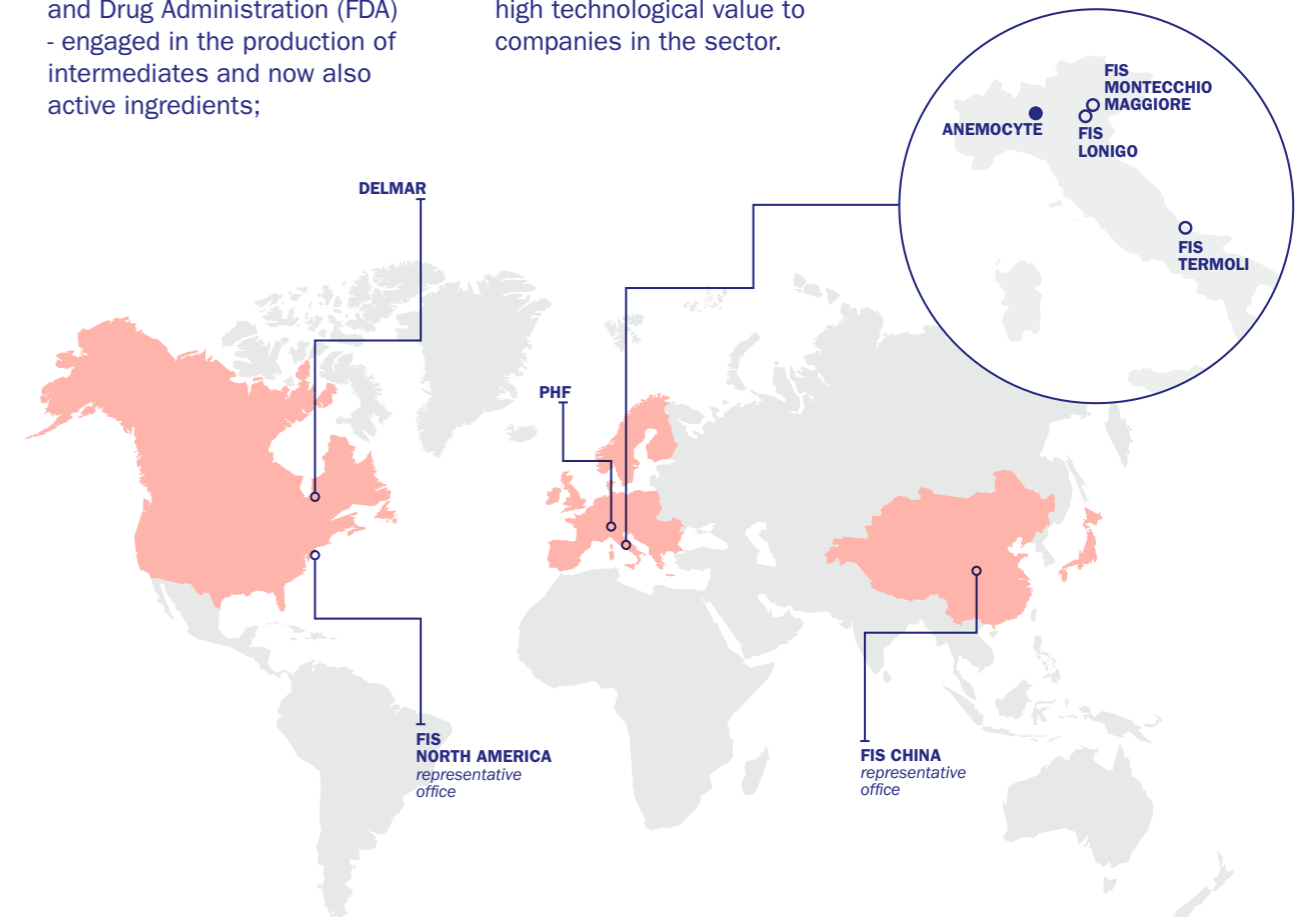 and Drug Administration (FDA)
- engaged in the production of
intermediates and now also
active ingredients;
high technological value to
companies in the sector.
FIS
MONTECCHIO
MAGGIORE
ANEMOCYTE
FIS
LONIGO
FIS
TERMOLI
DELMAR
PHF
FIS
NORTH AMERICA
representative
office
FIS CHINA
representative
office